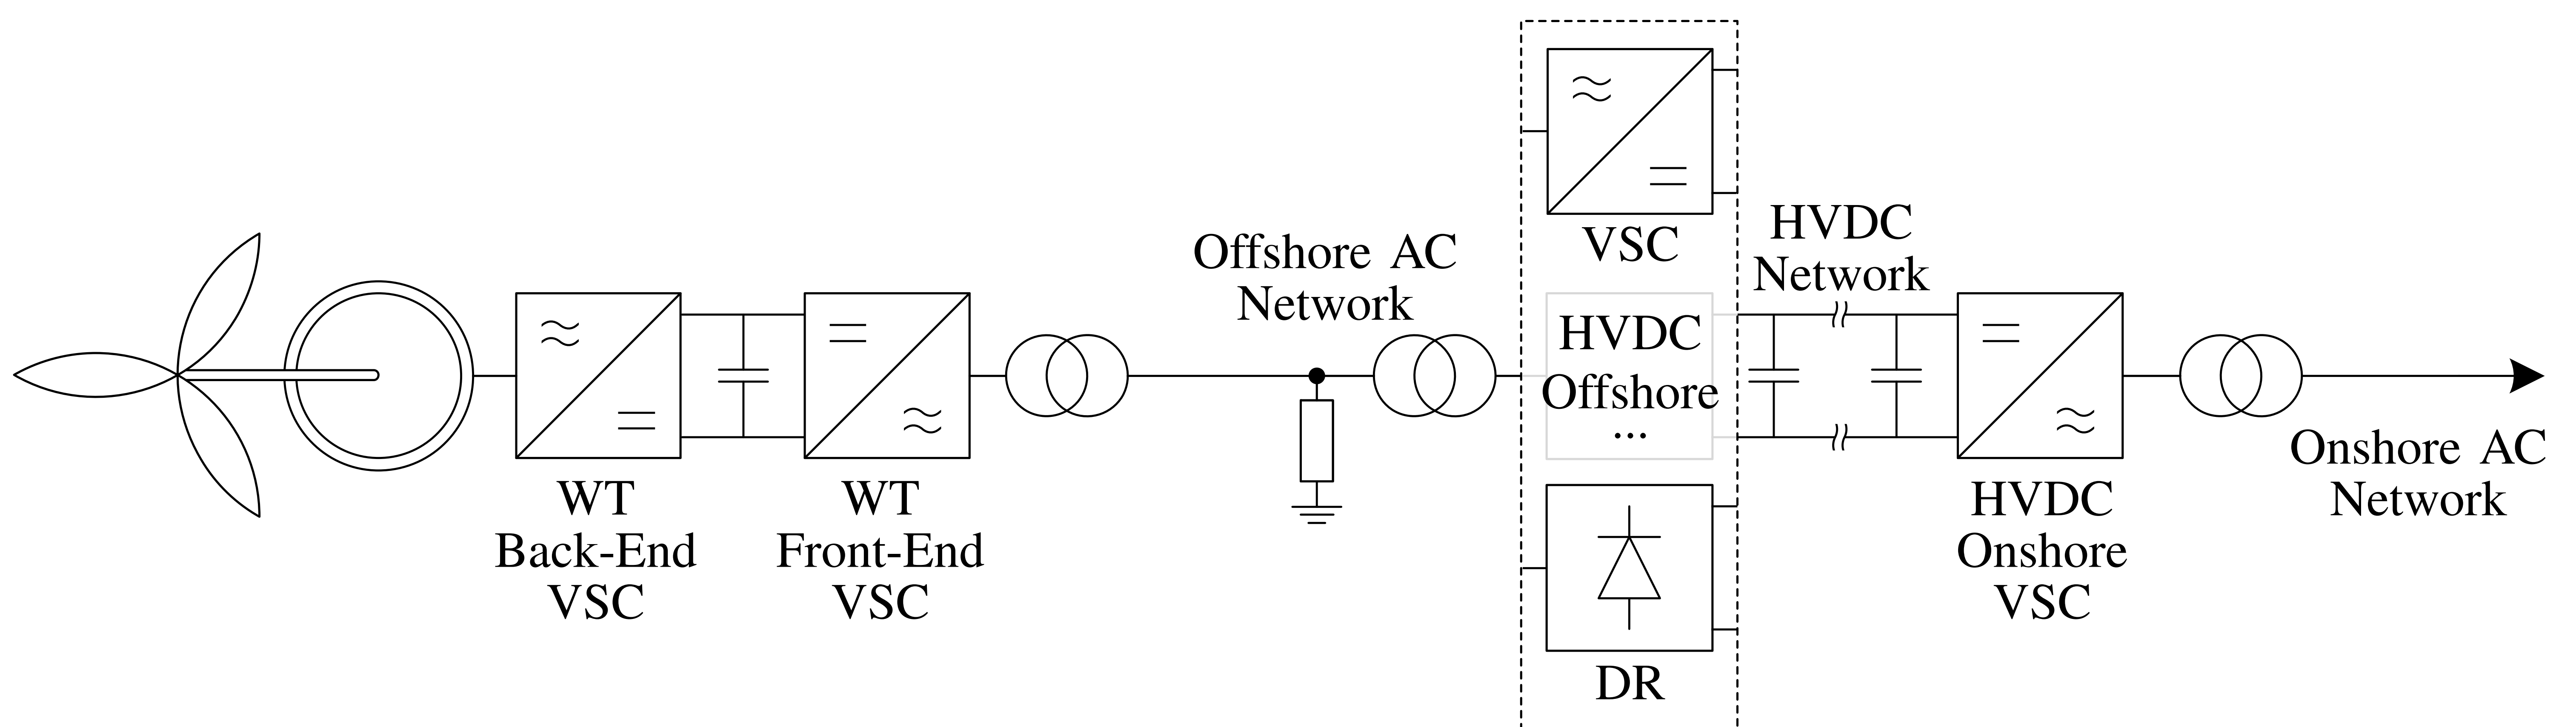 WT
Back-End
VSC
WT
Front-End
VSC
Offshore AC
Network
VSC
HVDC
Offshore
...
DR
HVDC
Network
HVDC
Onshore
VSC
Onshore AC
Network